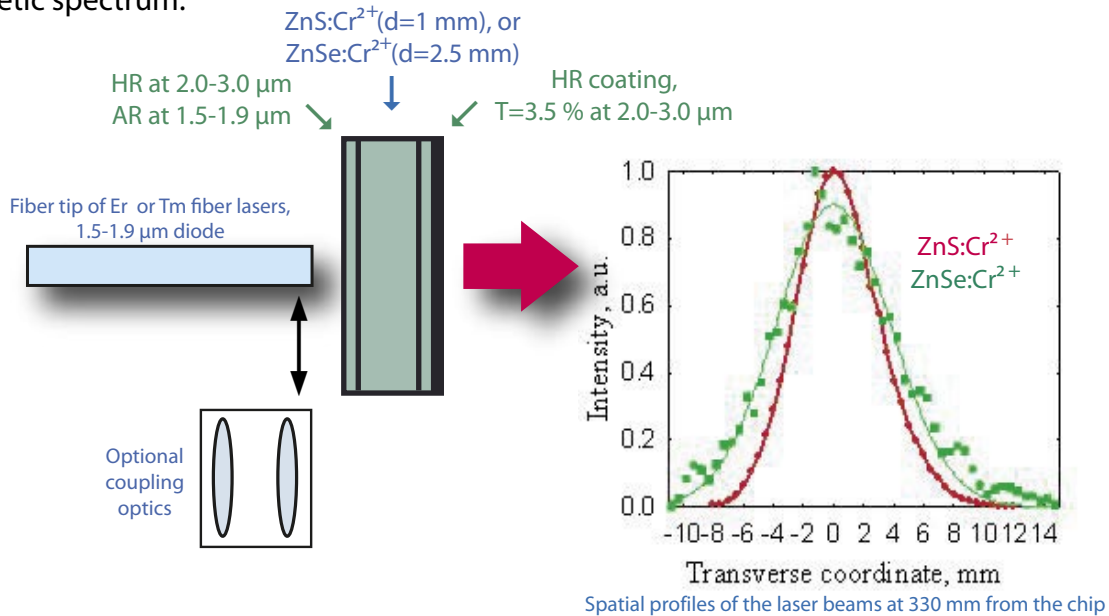 etic spectrum.
ZnS:Cr²⁺(d=1 mm), or
ZnSe:Cr²⁺(d=2.5 mm)
HR at 2.0-3.0 µm
AR at 1.5-1.9 µm
HR coating,
T=3.5 % at 2.0-3.0 µm
Fiber tip of Er or Tm fiber lasers,
1.5-1.9 µm diode
Optional
coupling
optics
Intensity, a.u.
1.0
0.8
0.6
0.4
0.2
0.0
ZnS:Cr²⁺
ZnSe:Cr²⁺
-10 -8 -6 -4 -2 0 2 4 6 8 10 12 14
Transverse coordinate, mm
Spatial profiles of the laser beams at 330 mm from the chip